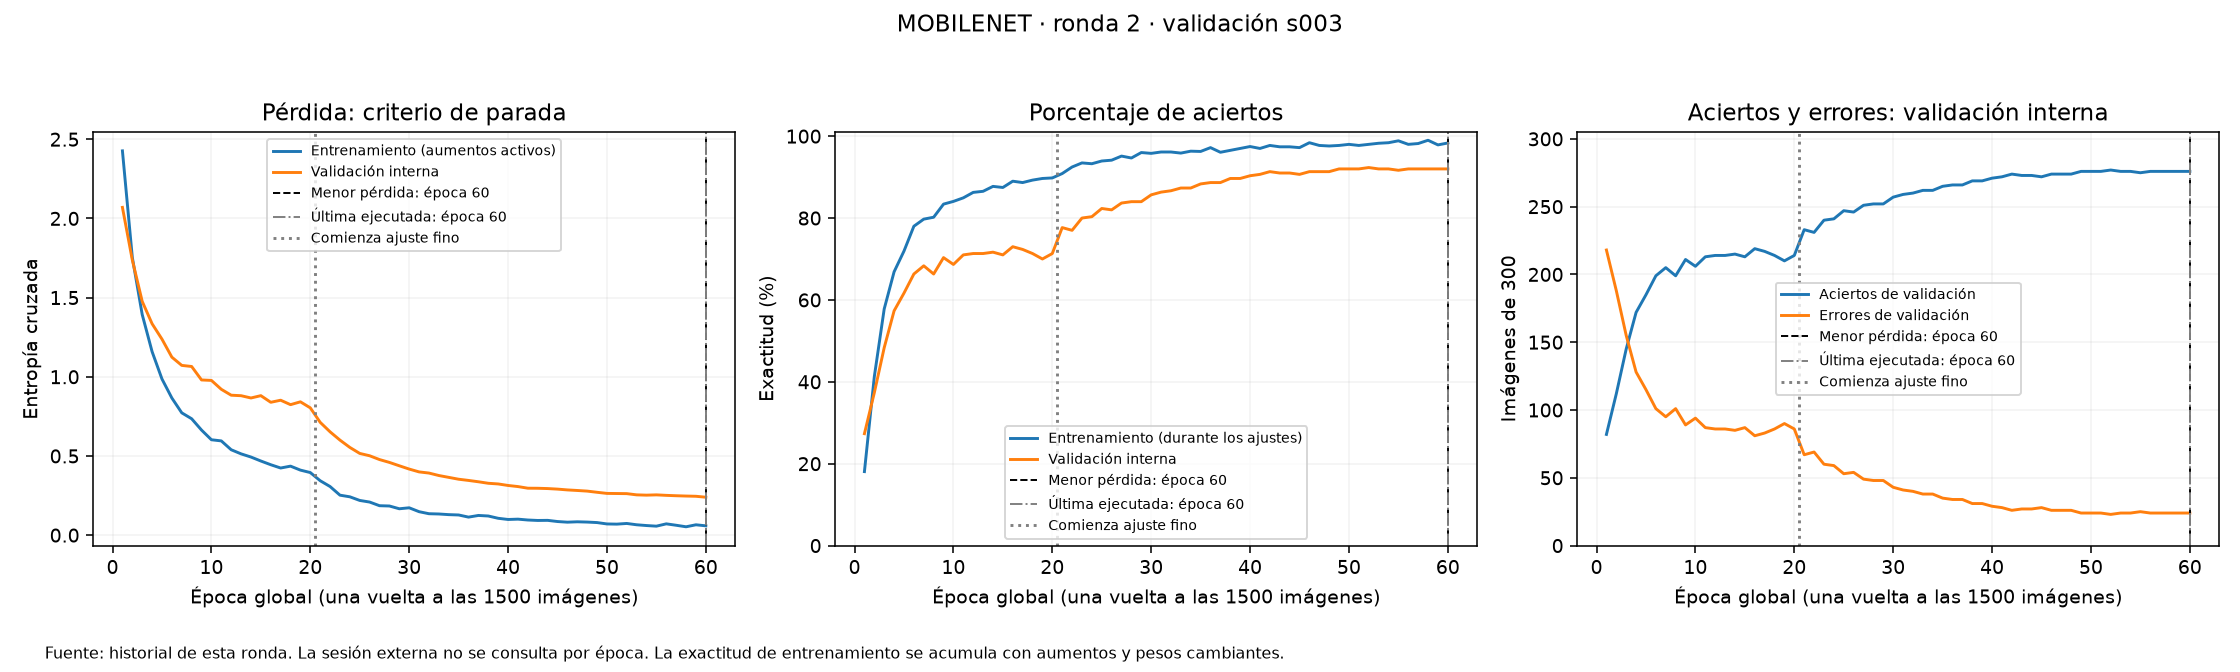 MOBILENET · ronda 2 · validación s003
Pérdida: criterio de parada
Entropía cruzada
2.5
2.0
1.5
1.0
0.5
0.0
Entrenamiento (aumentos activos)
Validación interna
Menor pérdida: época 60
Última ejecutada: época 60
Comienza ajuste fino
0 10 20 30 40 50 60
Época global (una vuelta a las 1500 imágenes)
Porcentaje de aciertos
Exactitud (%)
100
80
60
40
20
0
Entrenamiento (durante los ajustes)
Validación interna
Menor pérdida: época 60
Última ejecutada: época 60
Comienza ajuste fino
0 10 20 30 40 50 60
Época global (una vuelta a las 1500 imágenes)
Aciertos y errores: validación interna
Imágenes de 300
300
250
200
150
100
50
0
Aciertos de validación
Errores de validación
Menor pérdida: época 60
Última ejecutada: época 60
Comienza ajuste fino
0 10 20 30 40 50 60
Época global (una vuelta a las 1500 imágenes)
Fuente: historial de esta ronda. La sesión externa no se consulta por época. La exactitud de entrenamiento se acumula con aumentos y pesos cambiantes.